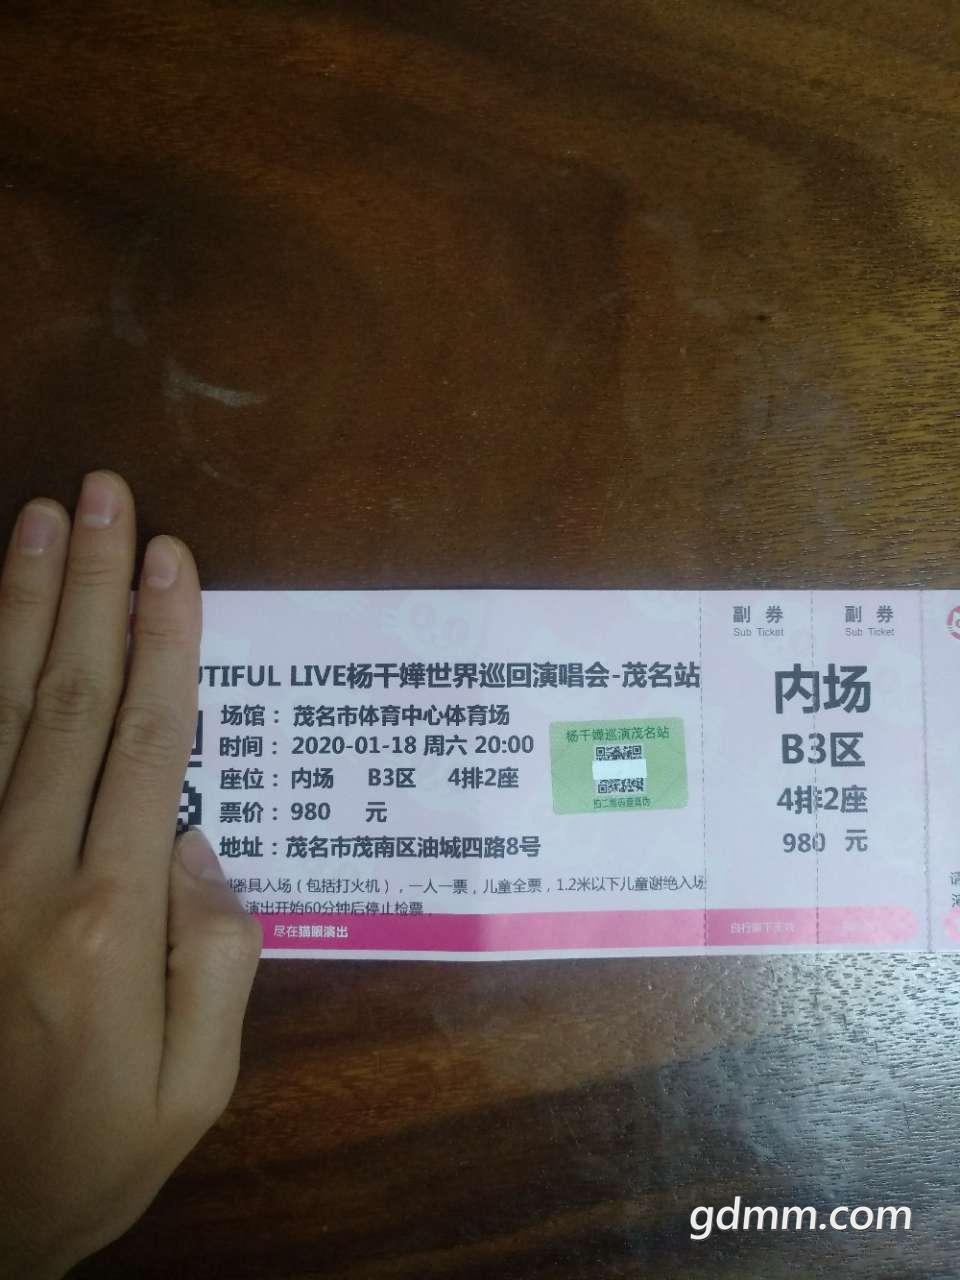 UTIFUL LIVE杨千嬅世界巡回演唱会-茂名站
场馆：茂名市体育中心体育场
时间：2020-01-18 周六 20:00
座位：内场 B3区 4排2座
票价：980 元
地址：茂名市茂南区油城四路8号
器具入场（包括打火机），一人一票，儿童全票，1.2米以下儿童谢绝入场
演出开始60分钟后停止检票，
尽在猫眼演出
杨千嬅巡演茂名站
副 券
Sub Ticket
副 券
Sub Ticket
内场
B3区
4排2座
980 元
自行撕下无效
gdmm.com